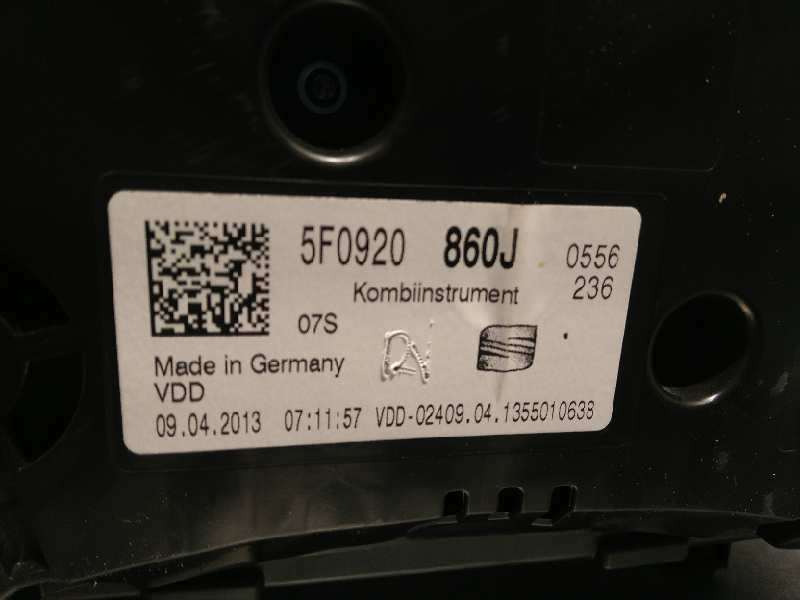 5F0920 860J 0556
Kombiinstrument 236
07S
Made in Germany
VDD
09.04.2013 07:11:57 VDD-02409.04.1355010638